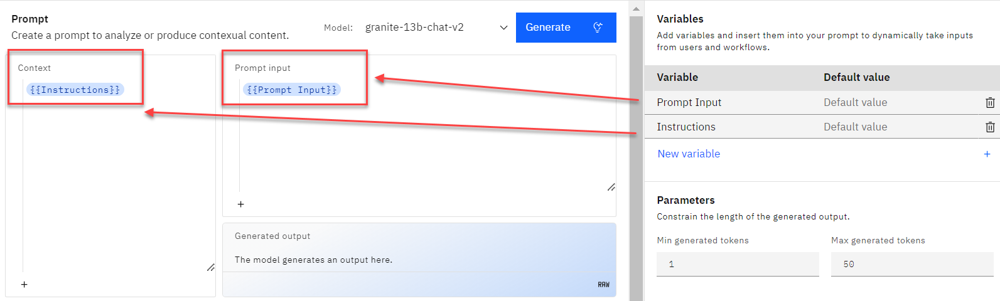 Prompt
Create a prompt to analyze or produce contexual content.
Model: granite-13b-chat-v2
Generate
Context
{{Instructions}}
Prompt input
{{Prompt Input}}
Generated output
The model generates an output here.
RAW
Variables
Add variables and insert them into your prompt to dynamically take inputs
from users and workflows.
Variable Default value
Prompt Input Default value
Instructions Default value
New variable +
Parameters
Constrain the length of the generated output.
Min generated tokens Max generated tokens
1 50